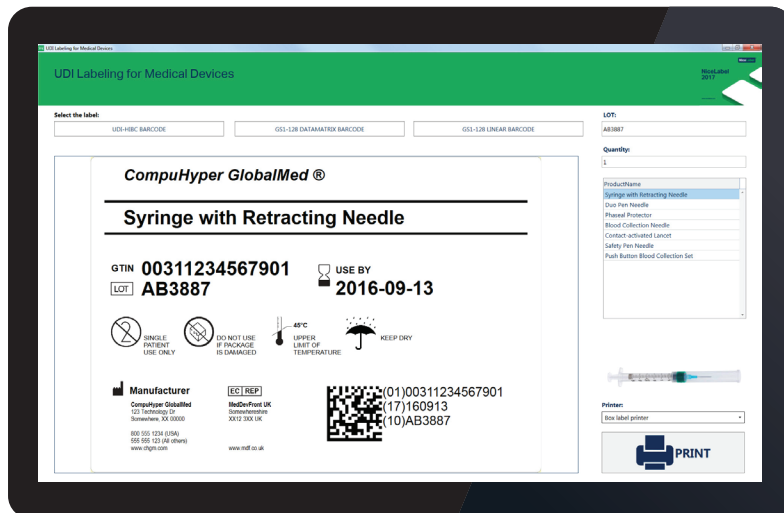 UDI Labeling for Medical Devices
UDI Labeling for Medical Devices
NiceLabel
2017
Select the label:
UDI-HIBC BARCODE
GS1-128 DATAMATRIX BARCODE
GS1-128 LINEAR BARCODE
LOT:
AB3887
Quantity:
1
ProductName
Syringe with Retracting Needle
Duo Pen Needle
Phaseal Protector
Blood Collection Needle
Contact-activated Lancet
Safety Pen Needle
Push Button Blood Collection Set
CompuHyper GlobalMed ®
Syringe with Retracting Needle
GTIN 00311234567901
LOT AB3887
USE BY
2016-09-13
2
SINGLE
PATIENT
USE ONLY
DO NOT USE
IF PACKAGE
IS DAMAGED
45°C
UPPER
LIMIT OF
TEMPERATURE
KEEP DRY
Manufacturer
CompuHyper GlobalMed
123 Technology Dr
Somewhere, XX 00000
800 555 1234 (USA)
555 555 123 (All others)
www.chgm.com
EC REP
MedDevFront UK
Somewhereshire
XX12 3XX UK
www.mdf.co.uk
(01)00311234567901
(17)160913
(10)AB3887
Printer:
Box label printer
PRINT